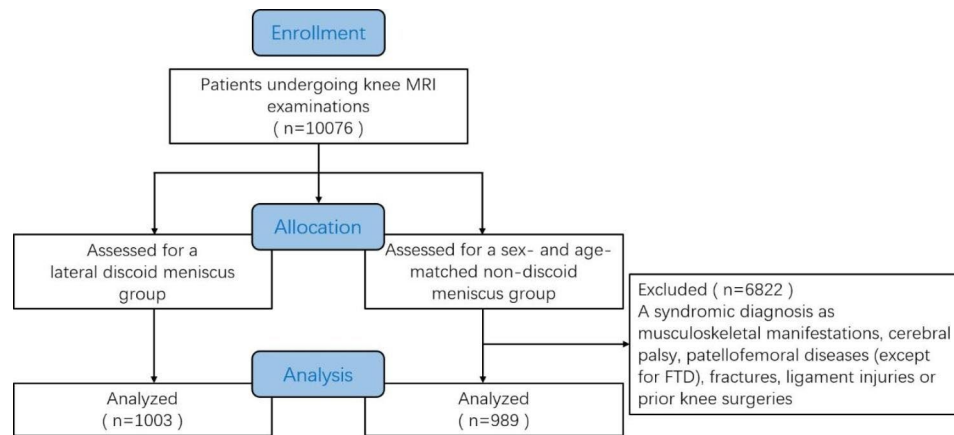 Enrollment
Patients undergoing knee MRI
examinations
( n=10076 )
Allocation
Assessed for a
lateral discoid meniscus
group
Assessed for a sex- and age-
matched non-discoid
meniscus group
Excluded ( n=6822 )
A syndromic diagnosis as
musculoskeletal manifestations, cerebral
palsy, patellofemoral diseases (except
for FTD), fractures, ligament injuries or
prior knee surgeries
Analysis
Analyzed
( n=1003 )
Analyzed
( n=989 )